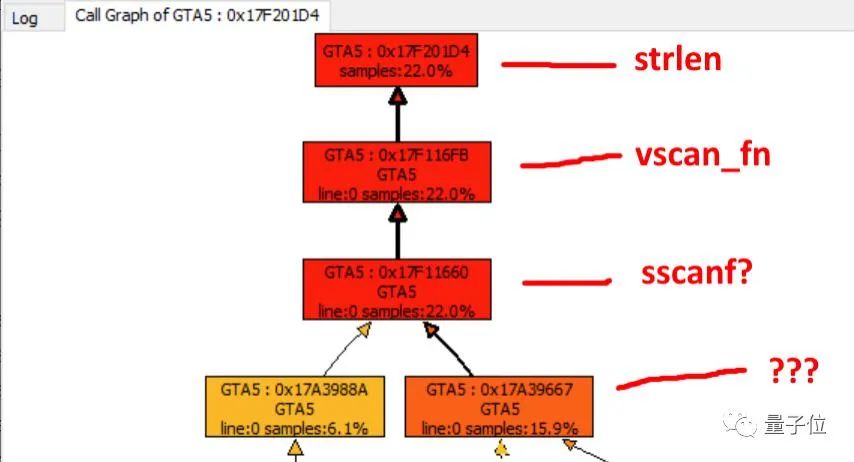 Log
Call Graph of GTA5 : 0x17F201D4
GTA5 : 0x17F201D4
samples:22.0%
strlen
GTA5 : 0x17F116FB
GTA5
line:0 samples:22.0%
vscan_fn
GTA5 : 0x17F11660
GTA5
line:0 samples:22.0%
sscanf?
GTA5 : 0x17A3988A
GTA5
line:0 samples:6.1%
GTA5 : 0x17A39667
GTA5
line:0 samples:15.9%
???
量子位